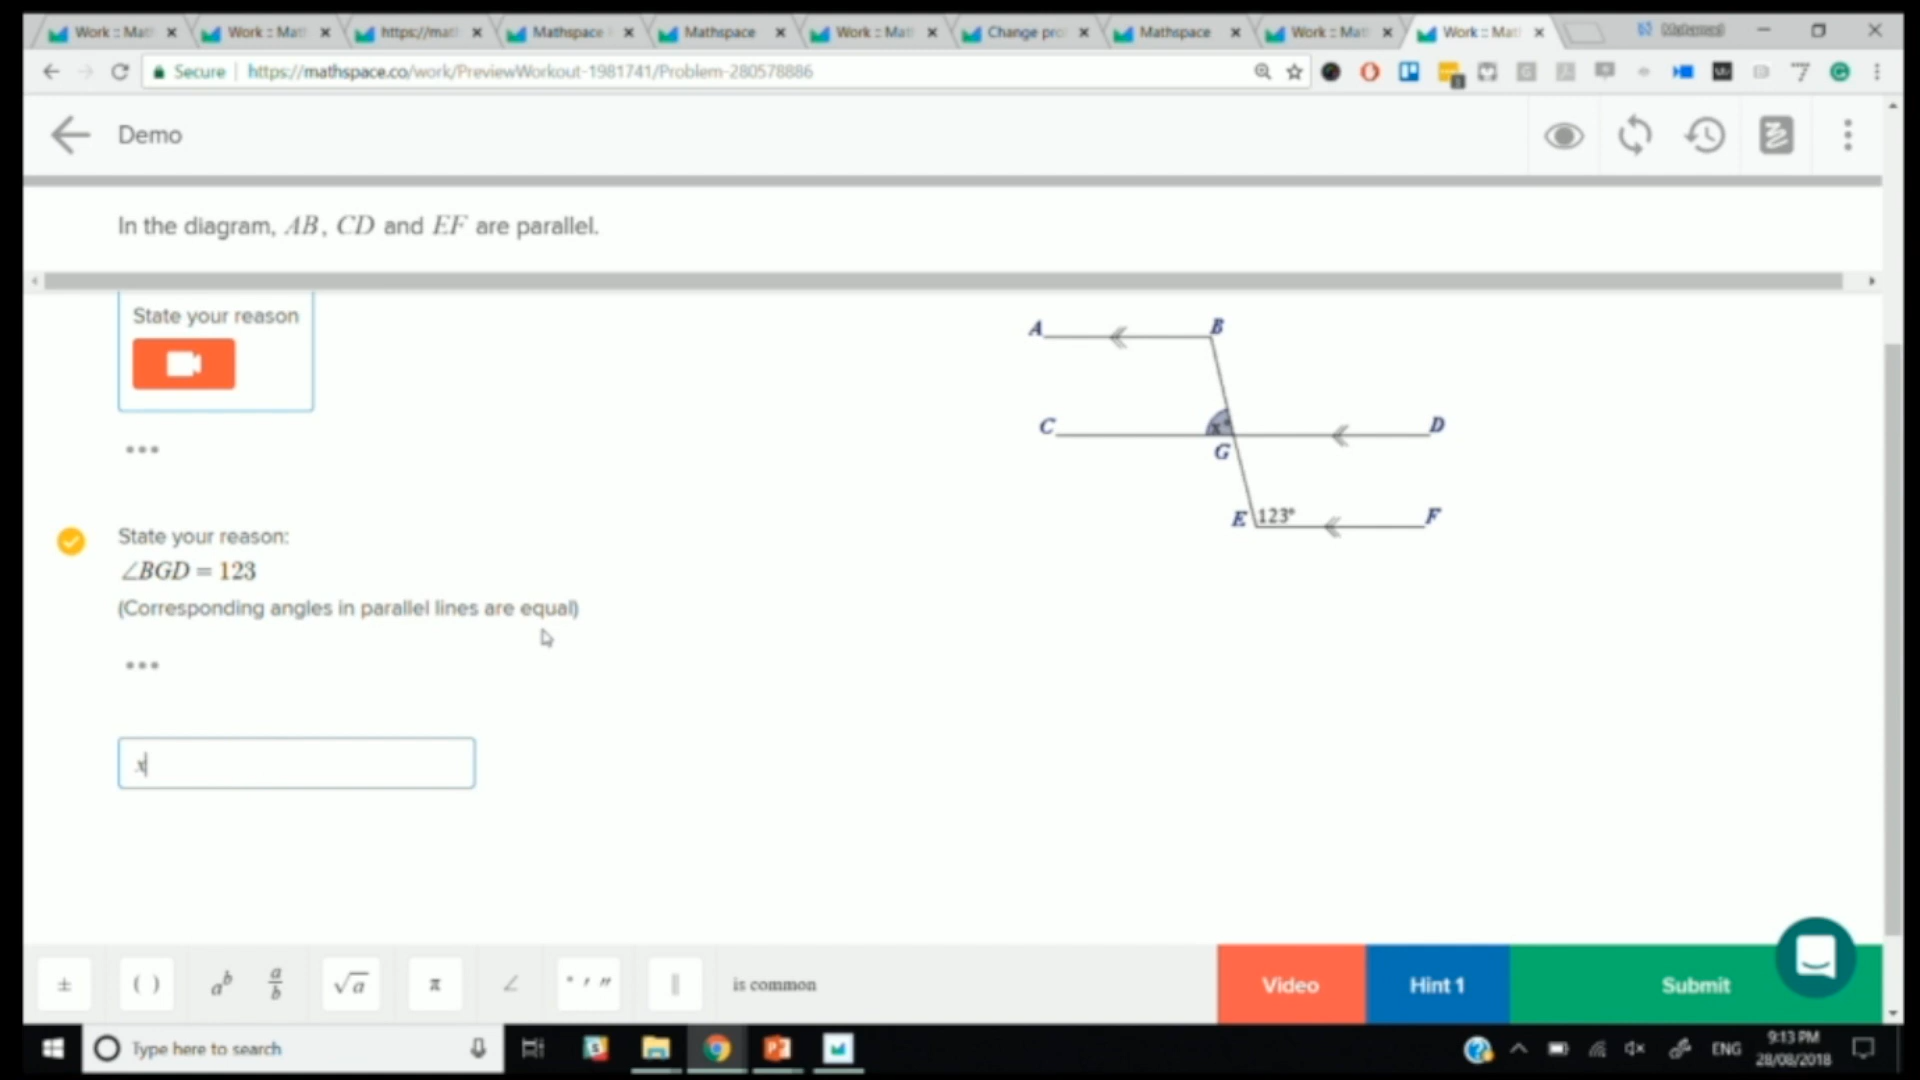 Work :: Mat
Work :: Mat
https://mat
Mathspace
Mathspace
Work :: Mat
Change pro
Mathspace
Work :: Mat
Work :: Mat
Secure
https://mathspace.co/work/PreviewWorkout-1981741/Problem-280578886
Demo
In the diagram, AB, CD and EF are parallel.
State your reason
A
B
C
x°
G
D
E
123°
F
State your reason:
∠BGD = 123
(Corresponding angles in parallel lines are equal)
x
± ( ) a^b a/b √a π ∠ ° ′ ″ || is common
Video
Hint 1
Submit
Type here to search
ENG
9:13 PM
28/08/2018